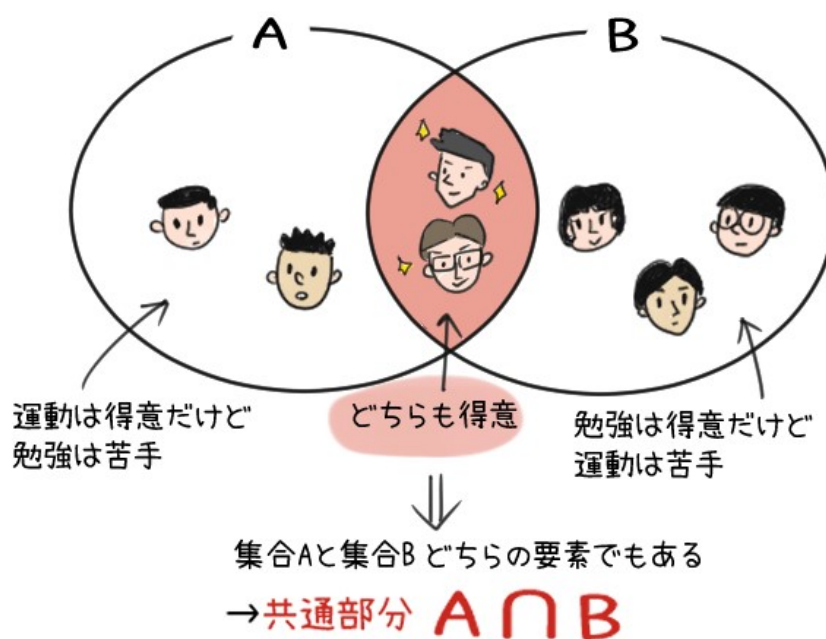 A
B
運動は得意だけど
勉強は苦手
どちらも得意
勉強は得意だけど
運動は苦手
集合Aと集合Bどちらの要素でもある
→共通部分 A∩B